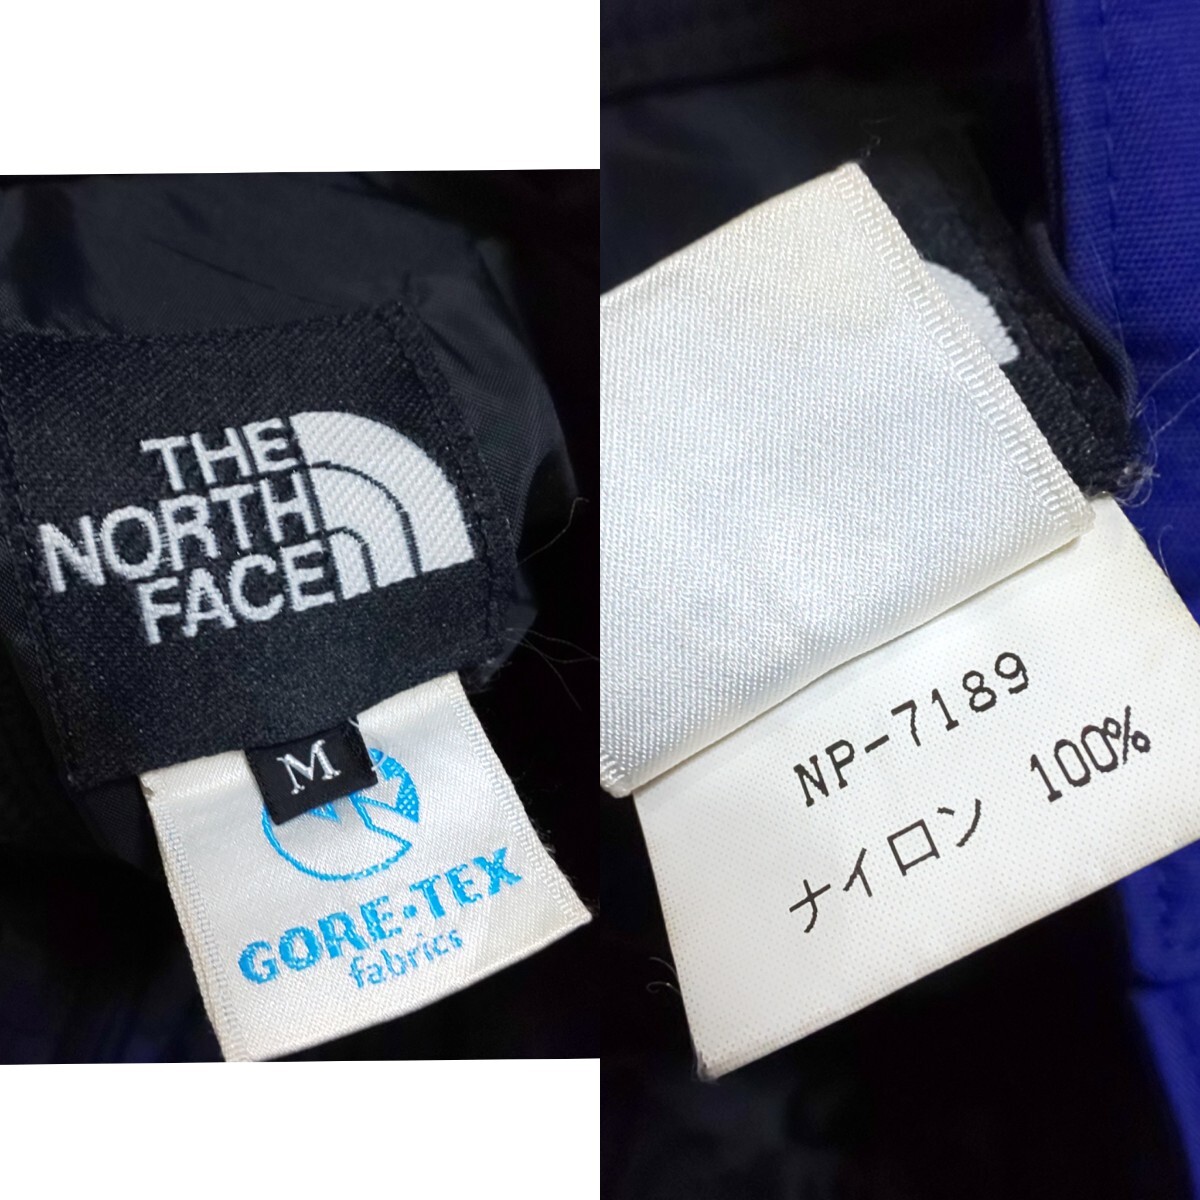 THE
NORTH
FACE
M
GORE-TEX
fabrics
NP-7189
ナイロン 100%